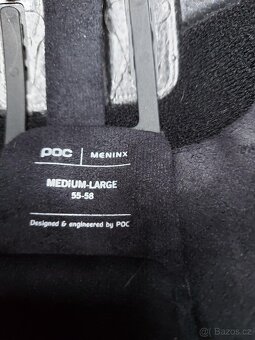 POC | MENINX
MEDIUM-LARGE
55-58
Designed & engineered by POC
Bazos.cz